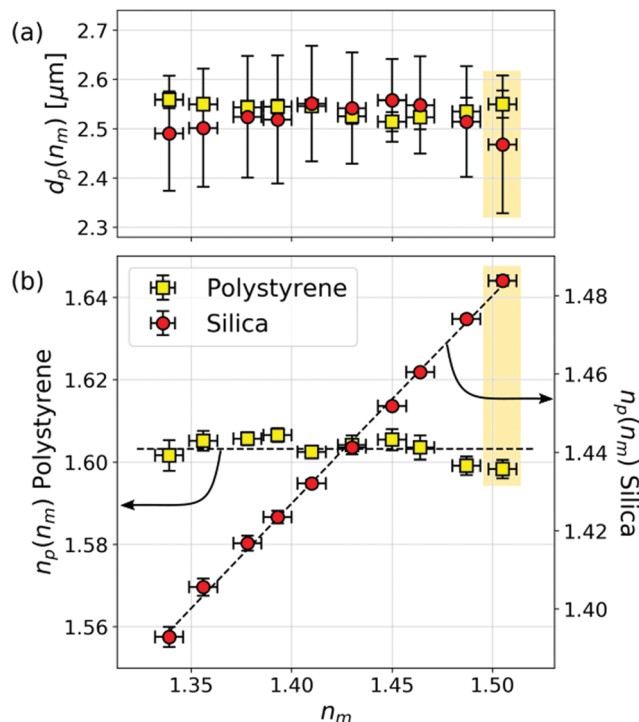 (a)
2.7
2.6
2.5
2.4
2.3
d_p(n_m) [μm]
(b)
Polystyrene
Silica
1.64
1.62
1.60
1.58
1.56
n_p(n_m) Polystyrene
1.48
1.46
1.44
1.42
1.40
n_p(n_m) Silica
1.35
1.40
1.45
1.50
n_m